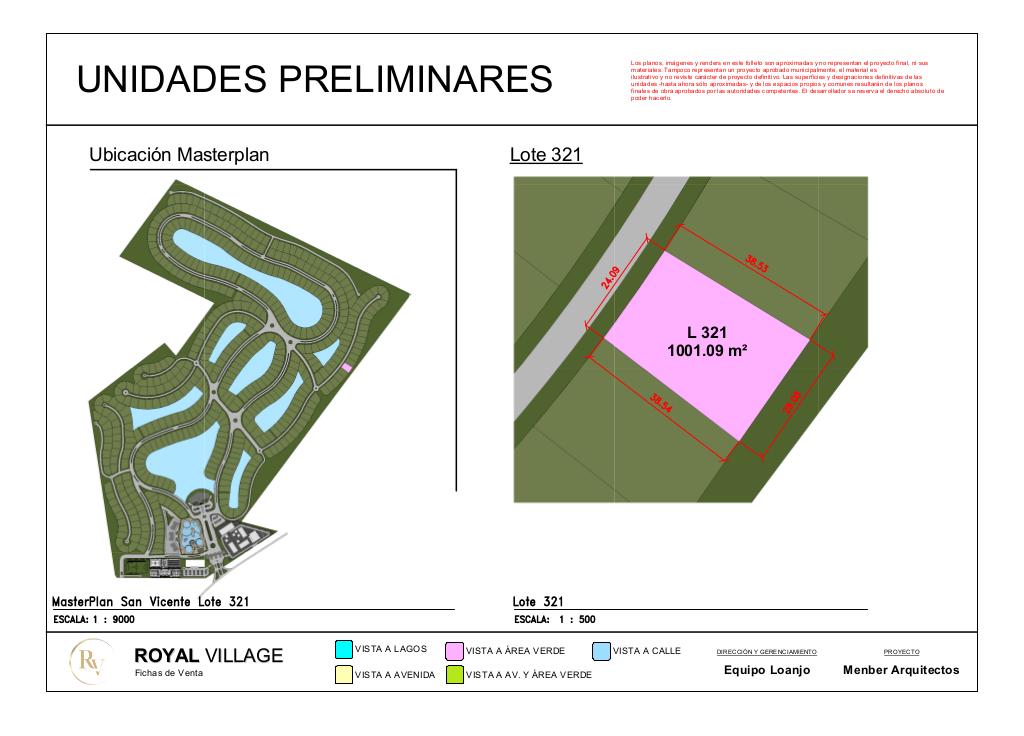 UNIDADES PRELIMINARES
Los planos, imágenes y renders en este folleto son aproximadas y no representan el proyecto final, ni sus
materiales. Tampoco representan un proyecto aprobado municipalmente, el material es
ilustrativo y no reviste carácter de proyecto definitivo. Las superficies y designaciones definitivas de las
unidades -hasta ahora sólo aproximadas- y de los espacios propios y comunes resultarán de los planos
finales de obra aprobados por las autoridades competentes. El desarrollador se reserva el derecho absoluto de
poder hacerlo.
Ubicación Masterplan
Lote 321
24.09
38.53
L 321
1001.09 m²
38.54
MasterPlan San Vicente Lote 321
ESCALA: 1 : 9000
Lote 321
ESCALA: 1 : 500
RV
ROYAL VILLAGE
Fichas de Venta
VISTA A LAGOS
VISTA A ÁREA VERDE
VISTA A CALLE
VISTA A AVENIDA
VISTA A AV. Y ÁREA VERDE
DIRECCIÓN Y GERENCIAMIENTO
Equipo Loanjo
PROYECTO
Menber Arquitectos